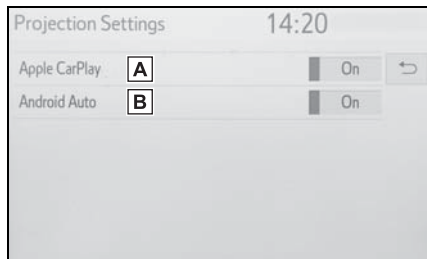 Projection Settings 14:20
Apple CarPlay A On
Android Auto B On